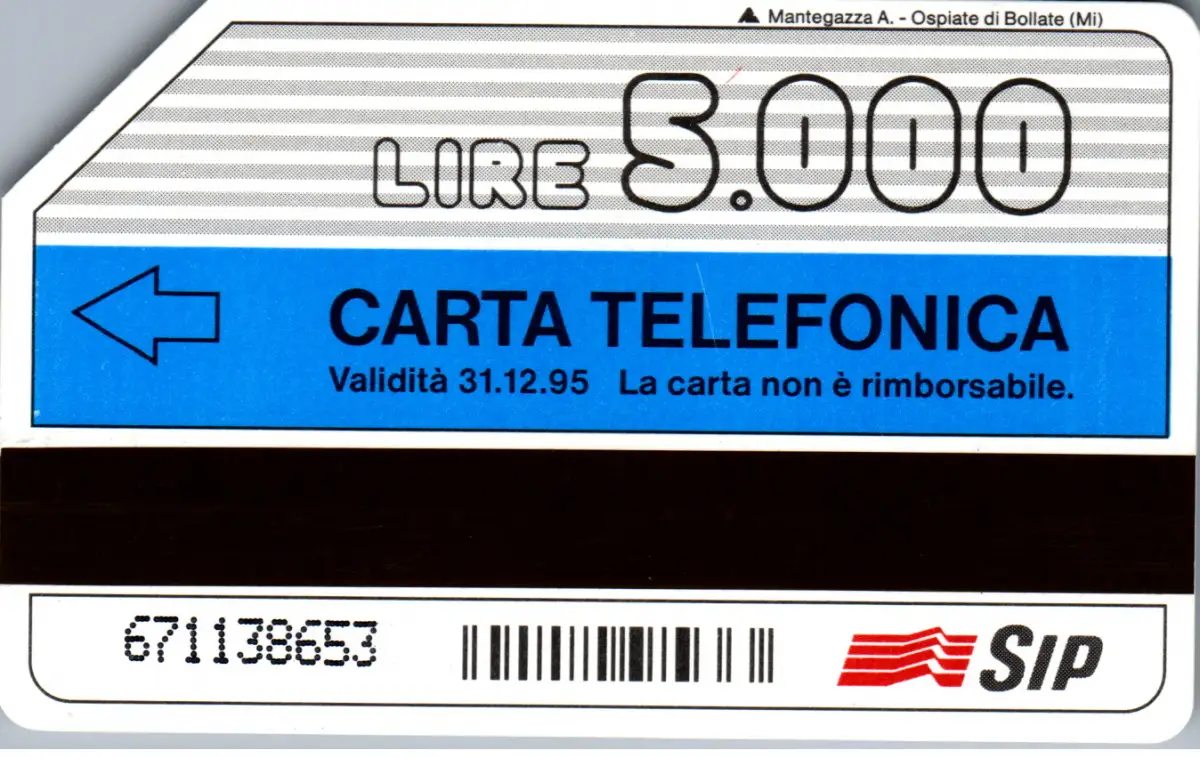 Mantegazza A. - Ospiate di Bollate (Mi)
LIRE 5.000
CARTA TELEFONICA
Validità 31.12.95 La carta non è rimborsabile.
671138653
SIP